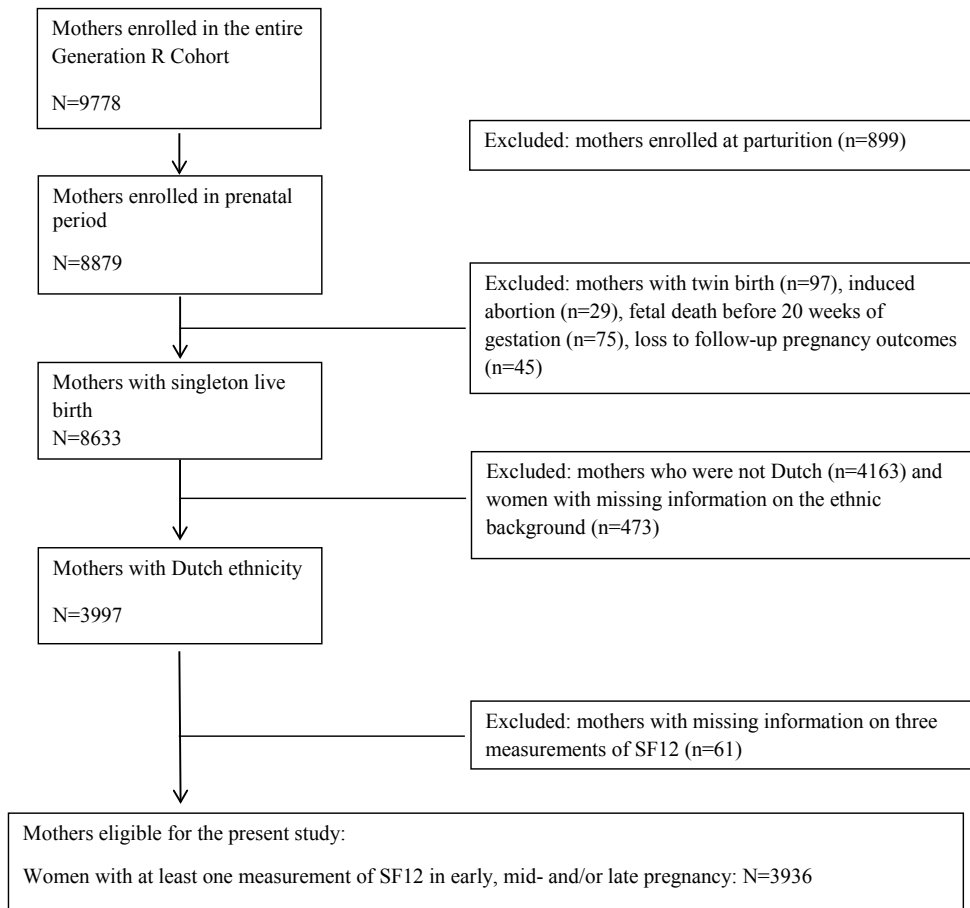 Mothers enrolled in the entire
Generation R Cohort
N=9778
Excluded: mothers enrolled at parturition (n=899)
Mothers enrolled in prenatal
period
N=8879
Excluded: mothers with twin birth (n=97), induced
abortion (n=29), fetal death before 20 weeks of
gestation (n=75), loss to follow-up pregnancy outcomes
(n=45)
Mothers with singleton live
birth
N=8633
Excluded: mothers who were not Dutch (n=4163) and
women with missing information on the ethnic
background (n=473)
Mothers with Dutch ethnicity
N=3997
Excluded: mothers with missing information on three
measurements of SF12 (n=61)
Mothers eligible for the present study:
Women with at least one measurement of SF12 in early, mid- and/or late pregnancy: N=3936